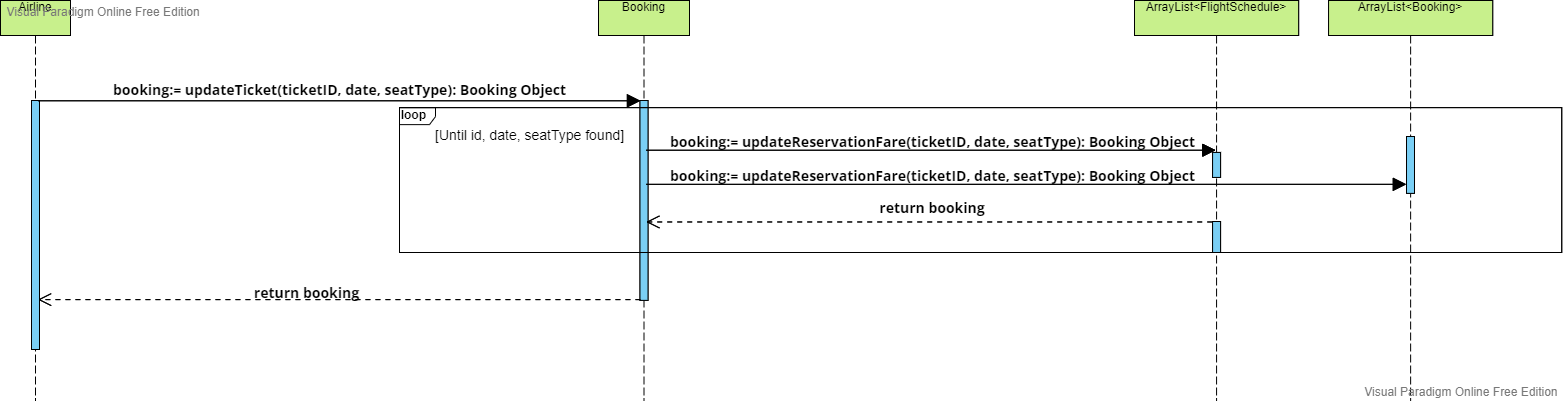 Airline
Visual Paradigm Online Free Edition
Booking
ArrayList<FlightSchedule>
ArrayList<Booking>
booking:= updateTicket(ticketID, date, seatType): Booking Object
loop
[Until id, date, seatType found]
booking:= updateReservationFare(ticketID, date, seatType): Booking Object
booking:= updateReservationFare(ticketID, date, seatType): Booking Object
return booking
return booking
Visual Paradigm Online Free Edition